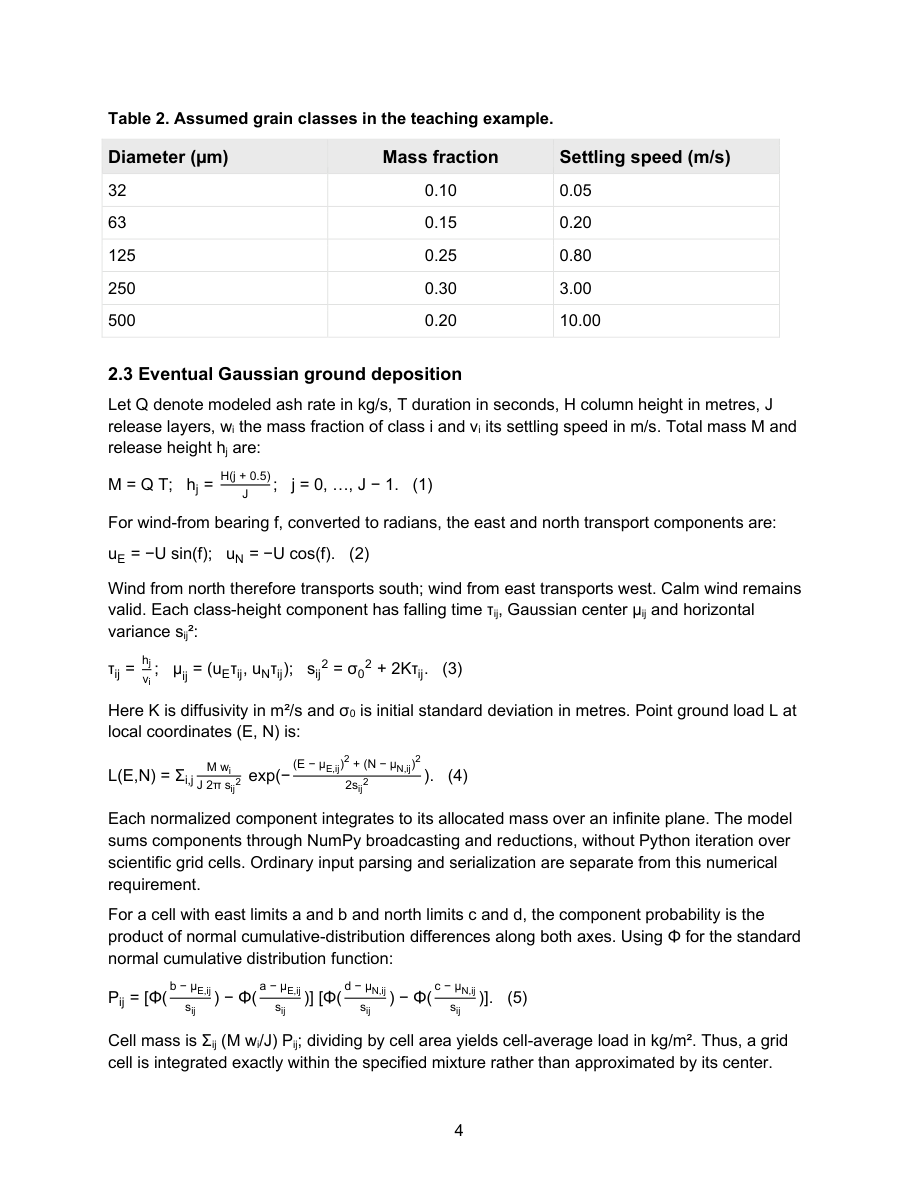 Table 2. Assumed grain classes in the teaching example.
Diameter (µm) Mass fraction Settling speed (m/s)
32 0.10 0.05
63 0.15 0.20
125 0.25 0.80
250 0.30 3.00
500 0.20 10.00
2.3 Eventual Gaussian ground deposition
Let Q denote modeled ash rate in kg/s, T duration in seconds, H column height in metres, J
release layers, wᵢ the mass fraction of class i and vᵢ its settling speed in m/s. Total mass M and
release height hⱼ are:
M = Q T; hⱼ = H(j + 0.5)/J; j = 0, …, J − 1. (1)
For wind-from bearing f, converted to radians, the east and north transport components are:
u_E = −U sin(f); u_N = −U cos(f). (2)
Wind from north therefore transports south; wind from east transports west. Calm wind remains
valid. Each class-height component has falling time τᵢⱼ, Gaussian center µᵢⱼ and horizontal
variance sᵢⱼ²:
τᵢⱼ = hⱼ/vᵢ; µᵢⱼ = (u_Eτᵢⱼ, u_Nτᵢⱼ); sᵢⱼ² = σ₀² + 2Kτᵢⱼ. (3)
Here K is diffusivity in m²/s and σ₀ is initial standard deviation in metres. Point ground load L at
local coordinates (E, N) is:
L(E,N) = Σᵢ,ⱼ M wᵢ/J 2π sᵢⱼ² exp(−(E − µ_E,ᵢⱼ)² + (N − µ_N,ᵢⱼ)²/2sᵢⱼ²). (4)
Each normalized component integrates to its allocated mass over an infinite plane. The model
sums components through NumPy broadcasting and reductions, without Python iteration over
scientific grid cells. Ordinary input parsing and serialization are separate from this numerical
requirement.
For a cell with east limits a and b and north limits c and d, the component probability is the
product of normal cumulative-distribution differences along both axes. Using Φ for the standard
normal cumulative distribution function:
Pᵢⱼ = [Φ(b − µ_E,ᵢⱼ/sᵢⱼ) − Φ(a − µ_E,ᵢⱼ/sᵢⱼ)] [Φ(d − µ_N,ᵢⱼ/sᵢⱼ) − Φ(c − µ_N,ᵢⱼ/sᵢⱼ)]. (5)
Cell mass is Σᵢⱼ (M wᵢ/J) Pᵢⱼ; dividing by cell area yields cell-average load in kg/m². Thus, a grid
cell is integrated exactly within the specified mixture rather than approximated by its center.
4